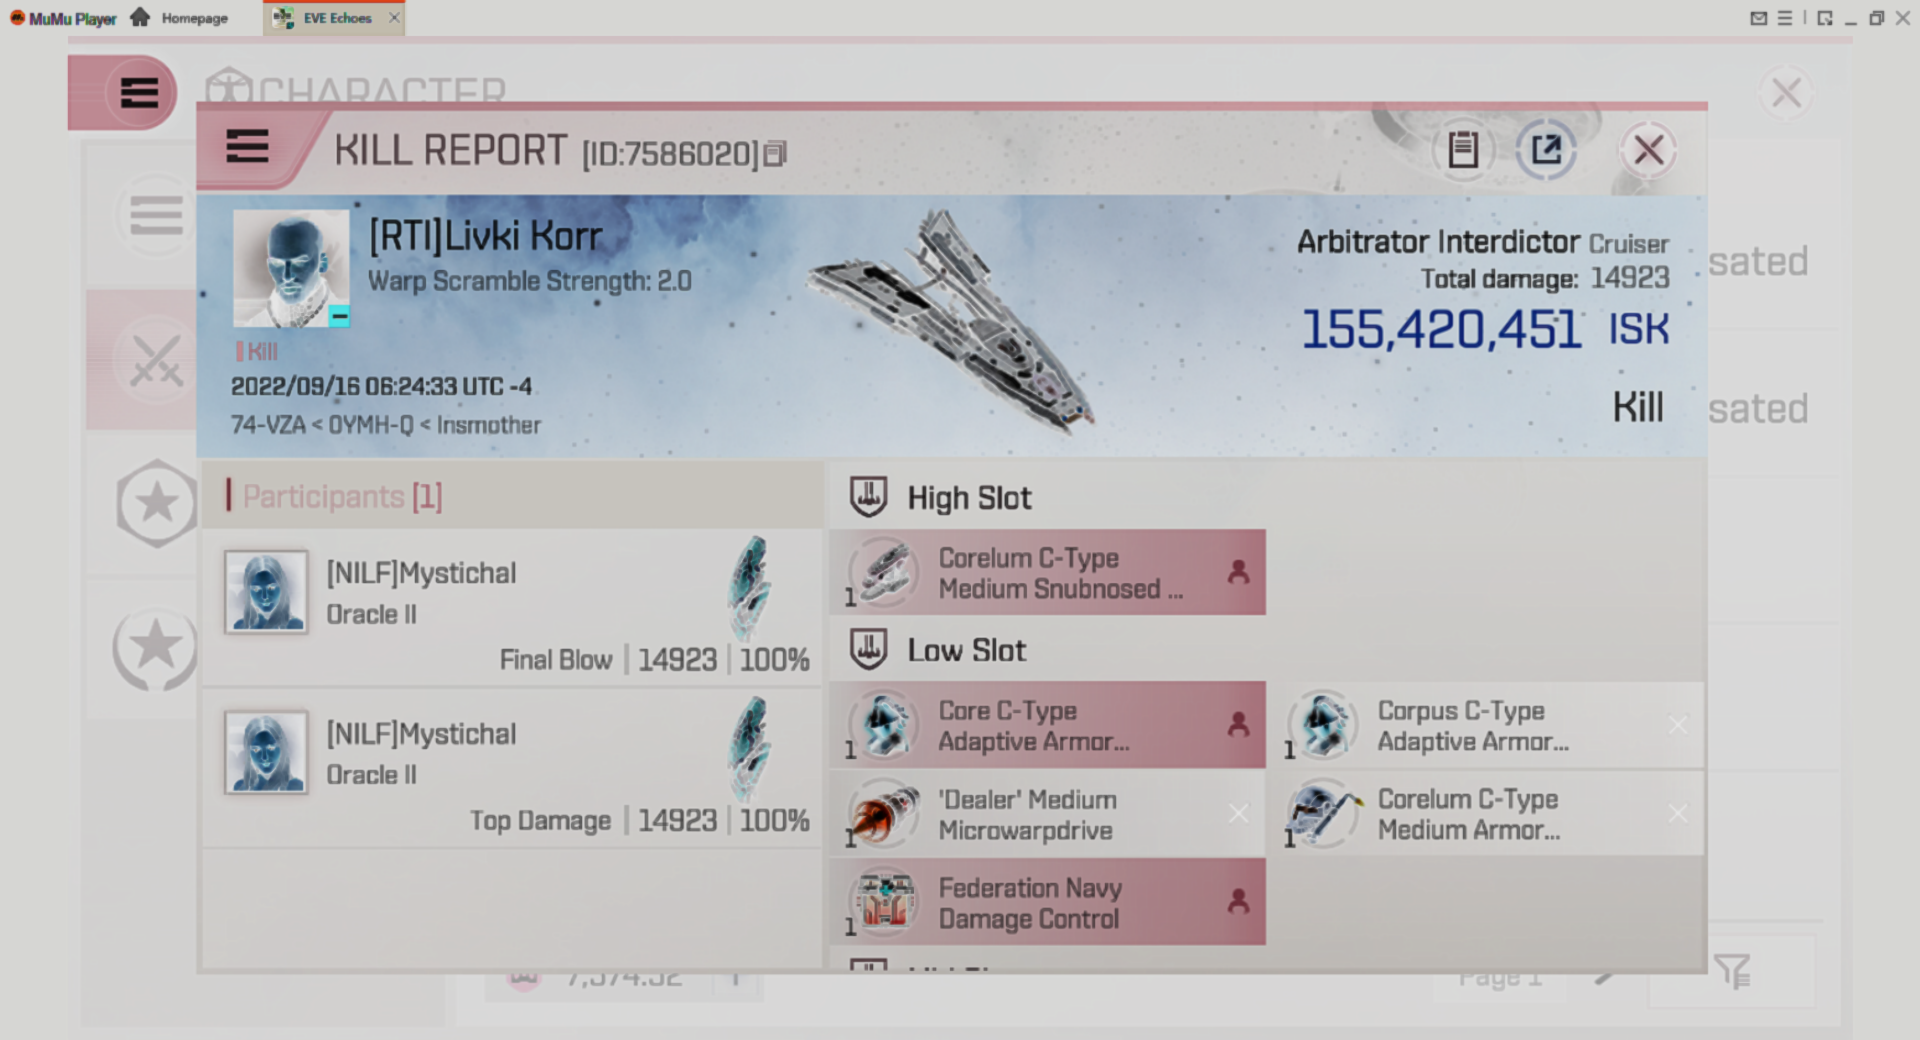 MuMu Player
Homepage
EVE Echoes
CHARACTER
KILL REPORT [ID:7586020]
[RTI]Livki Korr
Warp Scramble Strength: 2.0
Kill
2022/09/16 06:24:33 UTC -4
74-VZA < 0YMH-Q < Insmother
Arbitrator Interdictor Cruiser
Total damage: 14923
155,420,451 ISK
Kill
sated
sated
Participants [1]
[NILF]Mystichal
Oracle II
Final Blow | 14923 | 100%
[NILF]Mystichal
Oracle II
Top Damage | 14923 | 100%
High Slot
Corelum C-Type
Medium Snubnosed ...
1
Low Slot
Core C-Type
Adaptive Armor...
1
Corpus C-Type
Adaptive Armor...
1
'Dealer' Medium
Microwarpdrive
1
Corelum C-Type
Medium Armor...
1
Federation Navy
Damage Control
1
Page 1